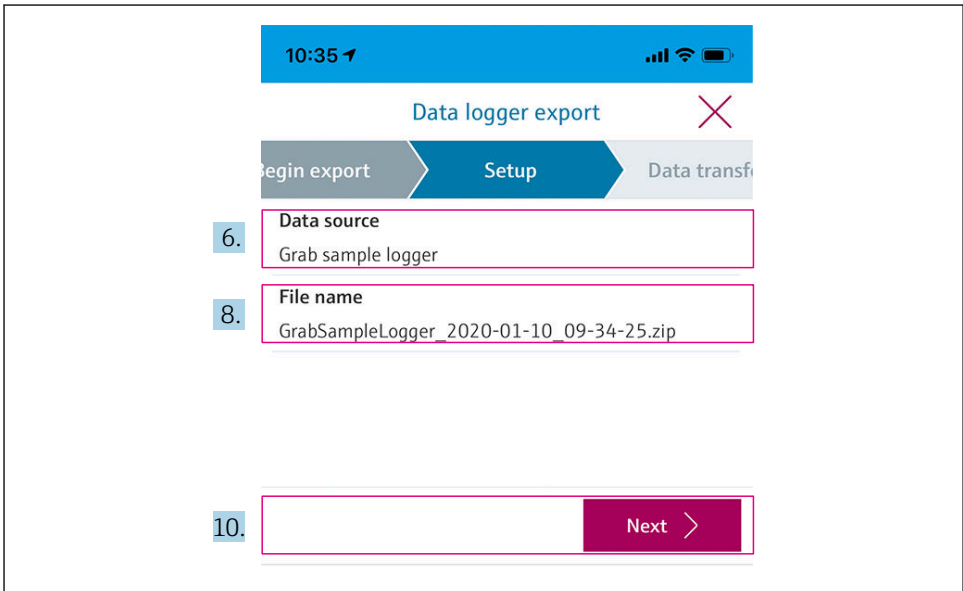 10:35
Data logger export
egin export
Setup
Data transf
6.
Data source
Grab sample logger
8.
File name
GrabSampleLogger_2020-01-10_09-34-25.zip
10.
Next